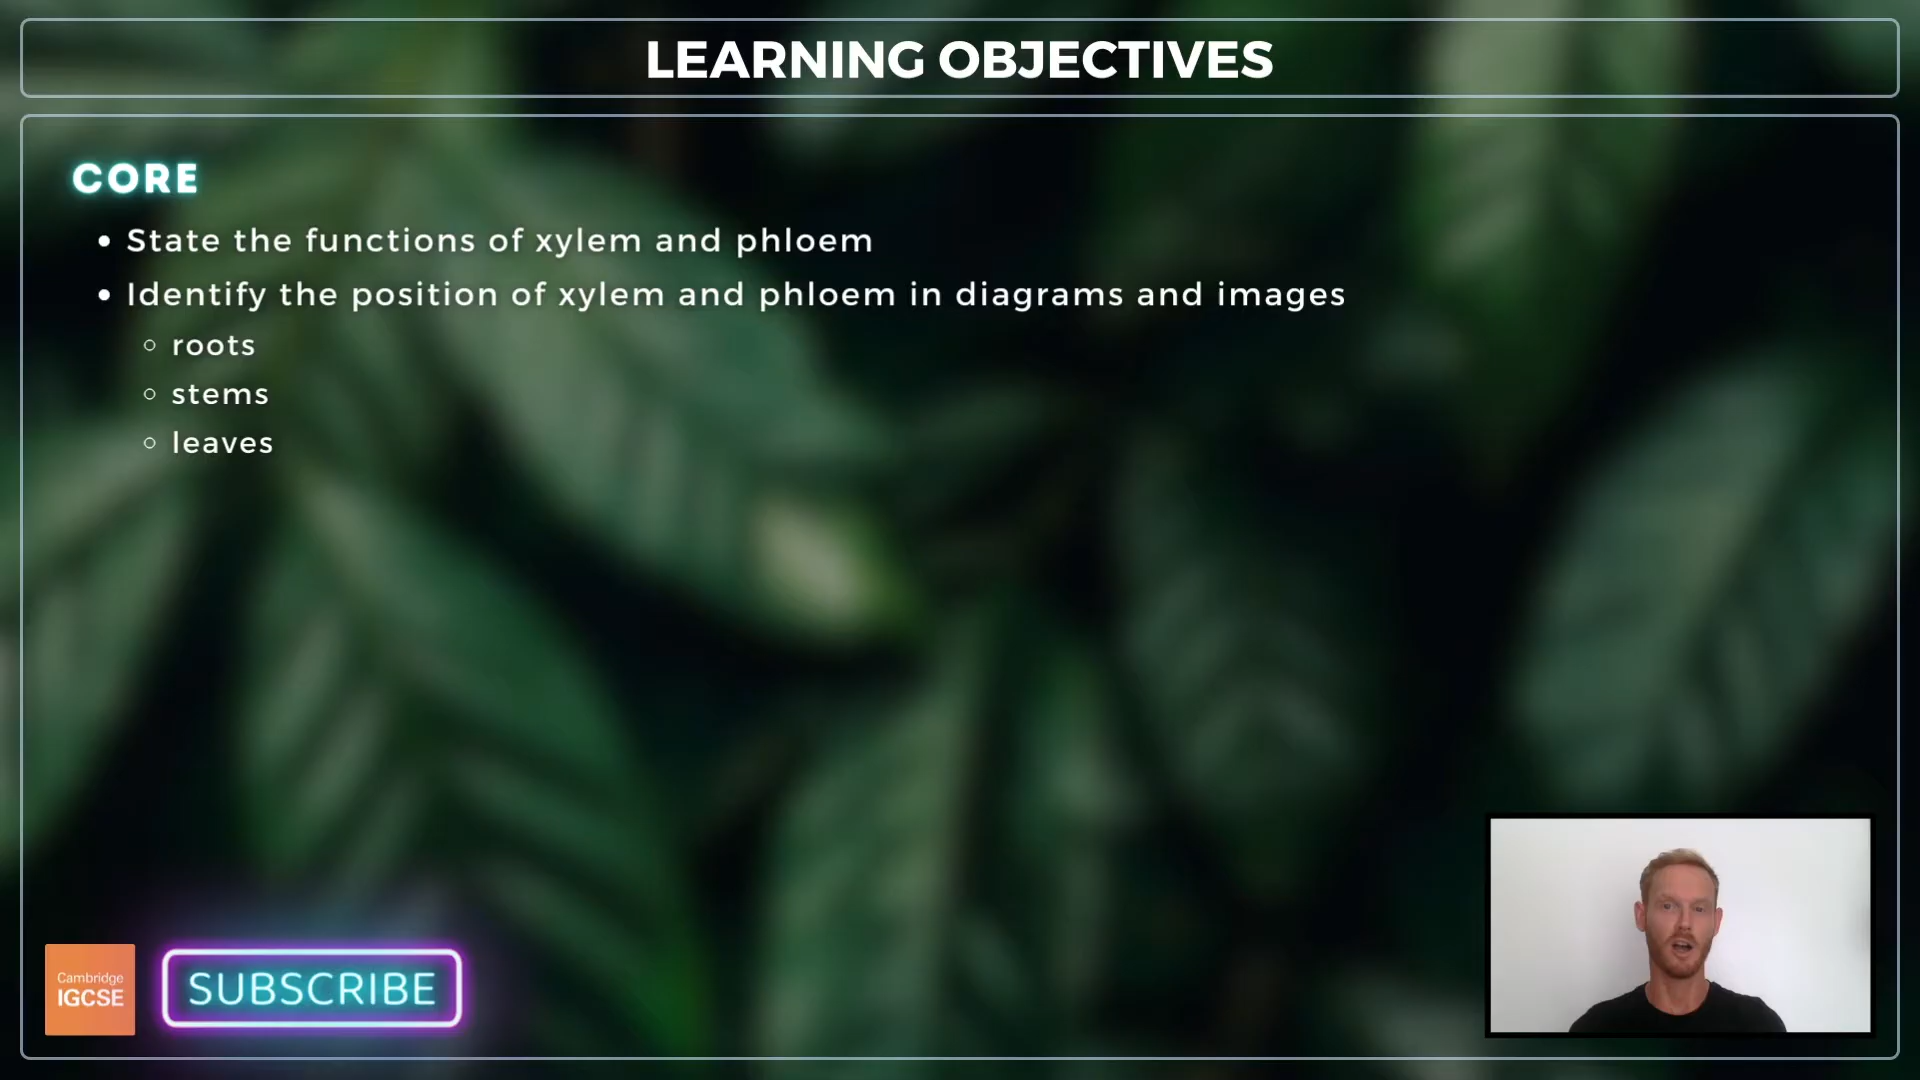 LEARNING OBJECTIVES
CORE
State the functions of xylem and phloem
Identify the position of xylem and phloem in diagrams and images
roots
stems
leaves
Cambridge
IGCSE
SUBSCRIBE